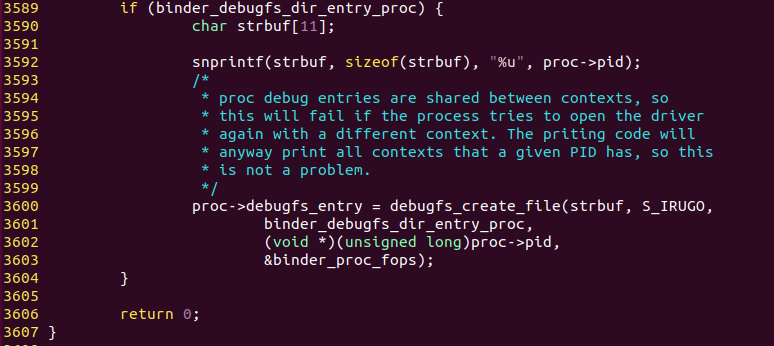 3589         if (binder_debugfs_dir_entry_proc) {
3590                 char strbuf[11];
3591
3592                 snprintf(strbuf, sizeof(strbuf), "%u", proc->pid);
3593                 /*
3594                  * proc debug entries are shared between contexts, so
3595                  * this will fail if the process tries to open the driver
3596                  * again with a different context. The priting code will
3597                  * anyway print all contexts that a given PID has, so this
3598                  * is not a problem.
3599                  */
3600                 proc->debugfs_entry = debugfs_create_file(strbuf, S_IRUGO,
3601                         binder_debugfs_dir_entry_proc,
3602                         (void *)(unsigned long)proc->pid,
3603                         &binder_proc_fops);
3604         }
3605
3606         return 0;
3607 }